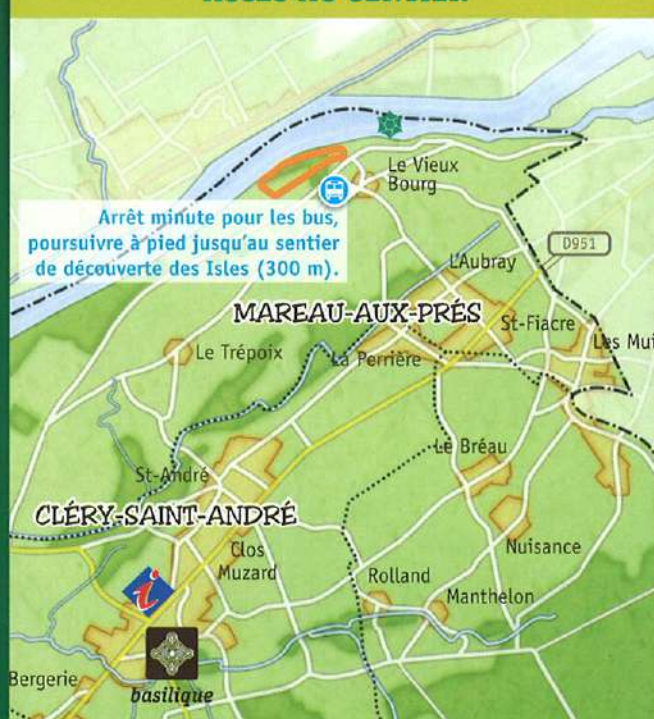 Le Vieux
Bourg
Arrêt minute pour les bus,
poursuivre à pied jusqu'au sentier
de découverte des Isles (300 m).
D951
L'Aubray
MAREAU-AUX-PRÉS
St-Fiacre
Les Mui
Le Trépoix
La Perrière
Le Bréau
St-André
CLÉRY-SAINT-ANDRÉ
Clos
Muzard
Nuisance
Rolland
Manthelon
i
Bergerie
basilique